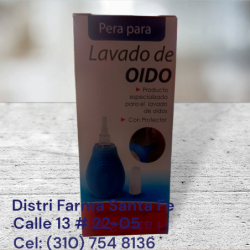 Pera para
Lavado de
OIDO
Producto
especializado
para el lavado
de oidos
Con Protector
Distri Farma Santa Fe
Calle 13 # 22-05
Cel: (310) 754 8136